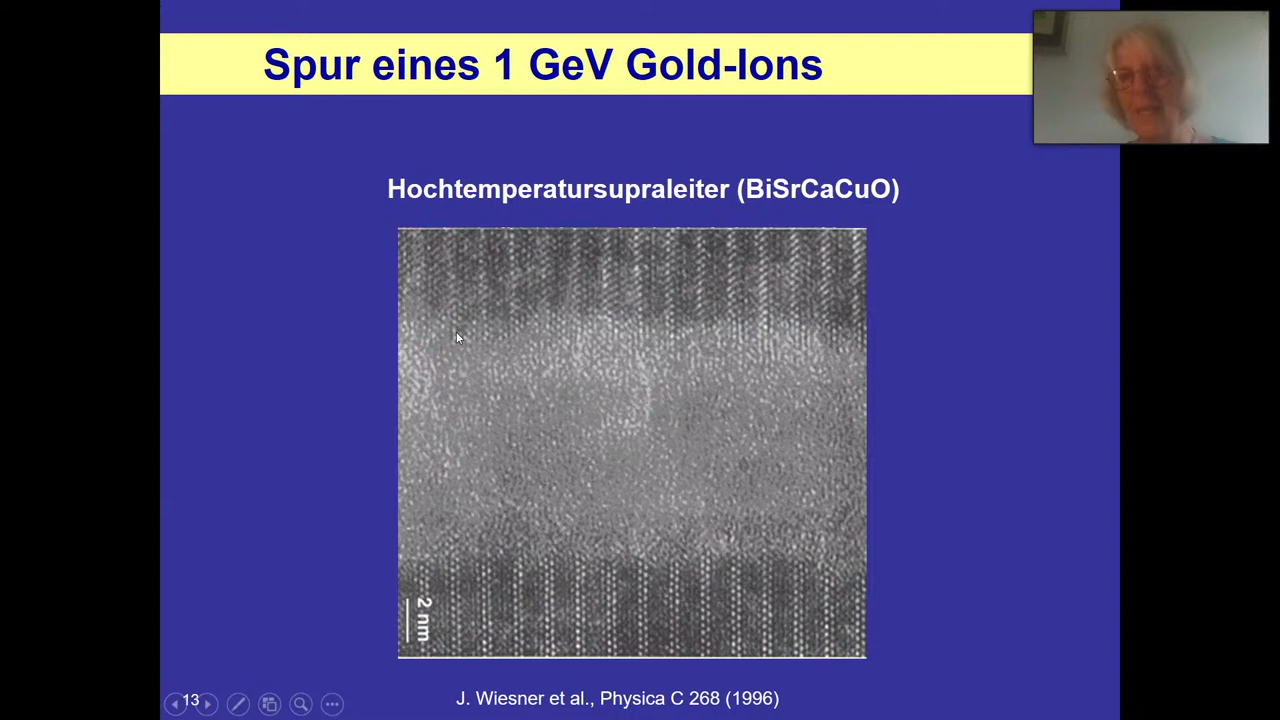 Spur eines 1 GeV Gold-Ions
Hochtemperatursupraleiter (BiSrCaCuO)
2 nm
13
J. Wiesner et al., Physica C 268 (1996)